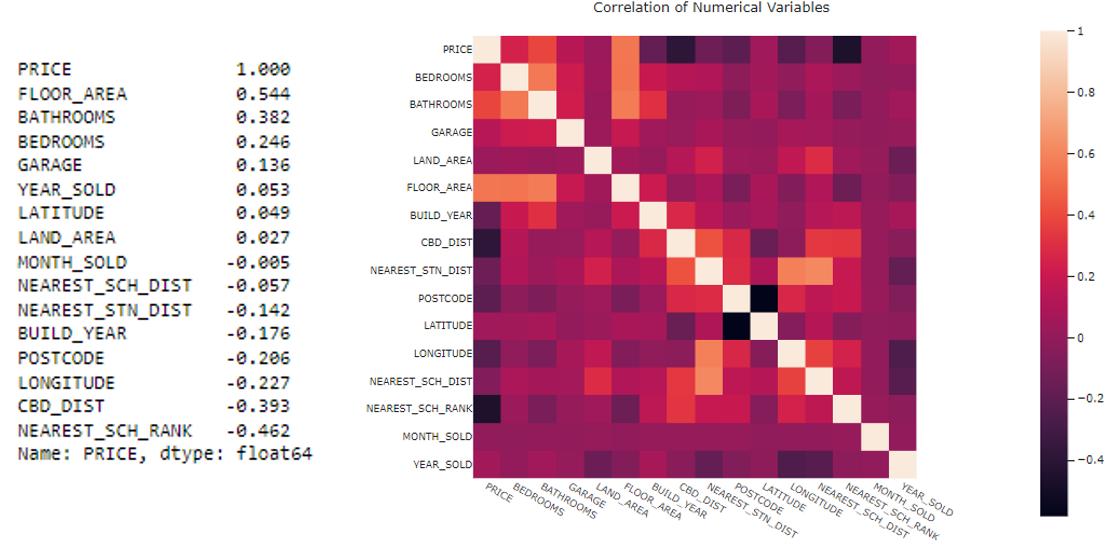 Correlation of Numerical Variables
PRICE 1.000
FLOOR_AREA 0.544
BATHROOMS 0.382
BEDROOMS 0.246
GARAGE 0.136
YEAR_SOLD 0.053
LATITUDE 0.049
LAND_AREA 0.027
MONTH_SOLD -0.005
NEAREST_SCH_DIST -0.057
NEAREST_STN_DIST -0.142
BUILD_YEAR -0.176
POSTCODE -0.206
LONGITUDE -0.227
CBD_DIST -0.393
NEAREST_SCH_RANK -0.462
Name: PRICE, dtype: float64
PRICE
BEDROOMS
BATHROOMS
GARAGE
LAND_AREA
FLOOR_AREA
BUILD_YEAR
CBD_DIST
NEAREST_STN_DIST
POSTCODE
LATITUDE
LONGITUDE
NEAREST_SCH_DIST
NEAREST_SCH_RANK
MONTH_SOLD
YEAR_SOLD
PRICE
BEDROOMS
BATHROOMS
GARAGE
LAND_AREA
FLOOR_AREA
BUILD_YEAR
CBD_DIST
NEAREST_STN_DIST
POSTCODE
LATITUDE
LONGITUDE
NEAREST_SCH_DIST
NEAREST_SCH_RANK
MONTH_SOLD
YEAR_SOLD
1
0.8
0.6
0.4
0.2
0
−0.2
−0.4